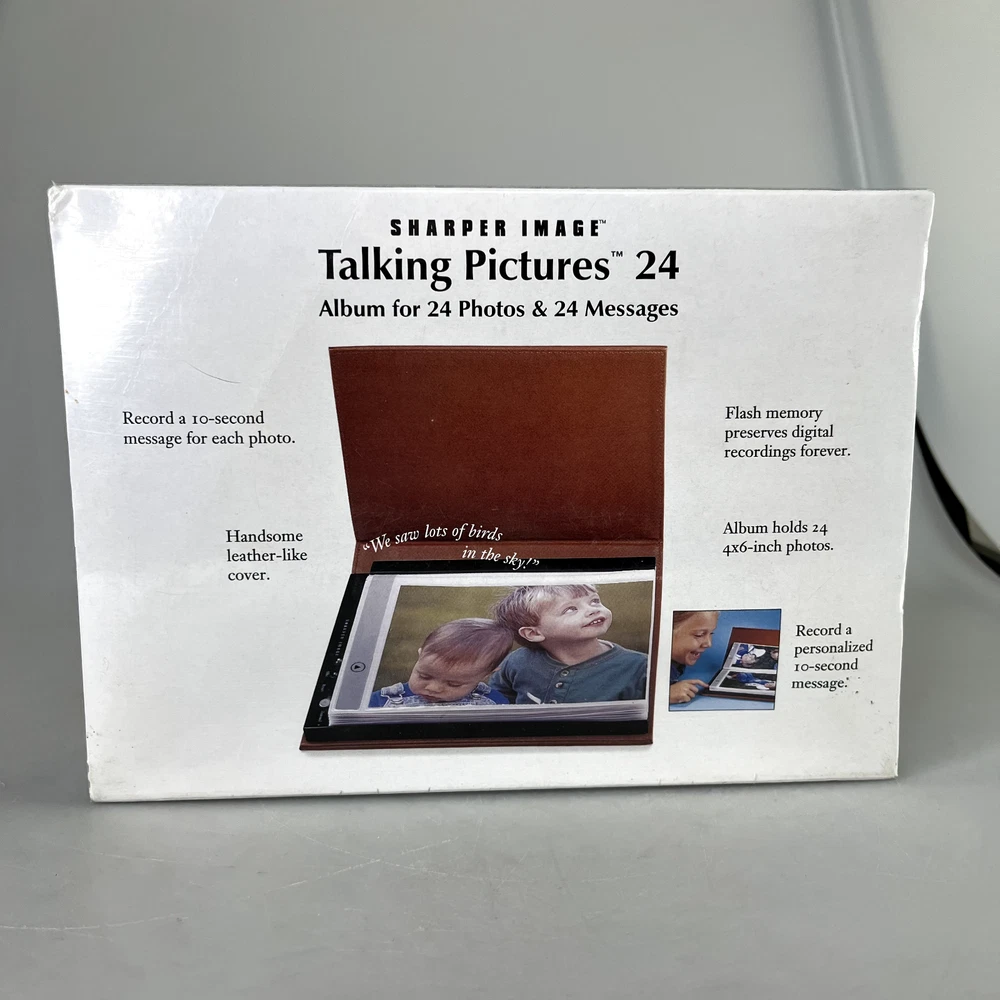 SHARPER IMAGE™
Talking Pictures™ 24
Album for 24 Photos & 24 Messages
Record a 10-second
message for each photo.
Flash memory
preserves digital
recordings forever.
Handsome
leather-like
cover.
"We saw lots of birds
in the sky!"
Album holds 24
4x6-inch photos.
Record a
personalized
10-second
message.